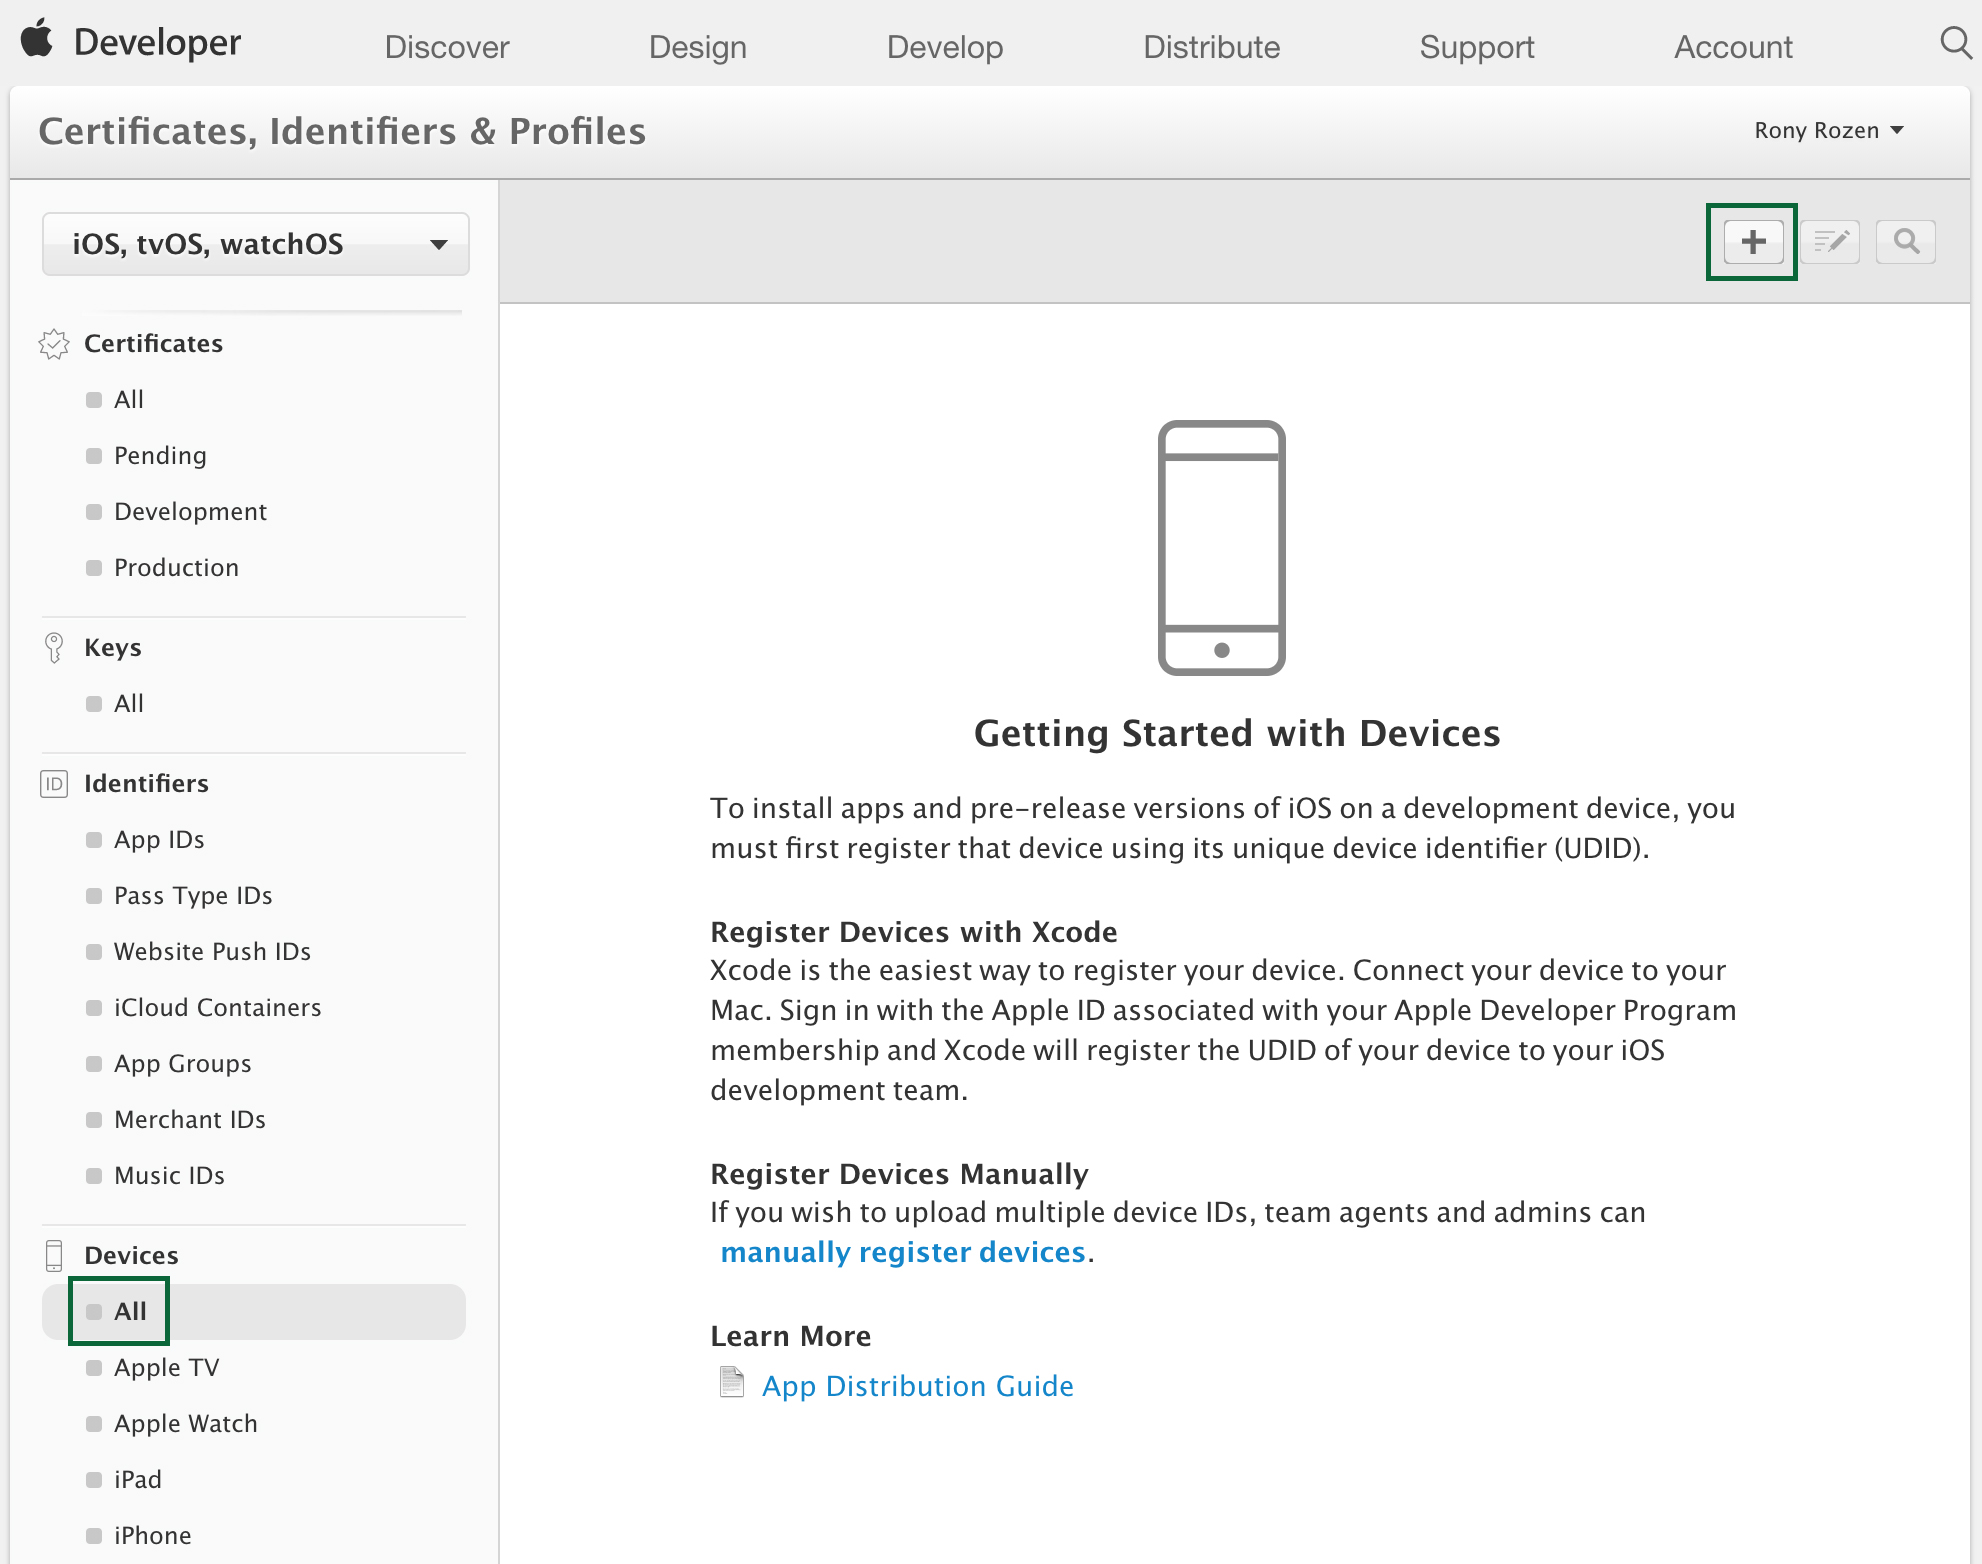 Developer
Discover
Design
Develop
Distribute
Support
Account
Certificates, Identifiers & Profiles
Rony Rozen
iOS, tvOS, watchOS
Certificates
All
Pending
Development
Production
Keys
All
ID
Identifiers
App IDs
Pass Type IDs
Website Push IDs
iCloud Containers
App Groups
Merchant IDs
Music IDs
Devices
All
Apple TV
Apple Watch
iPad
iPhone
Getting Started with Devices
To install apps and pre-release versions of iOS on a development device, you
must first register that device using its unique device identifier (UDID).
Register Devices with Xcode
Xcode is the easiest way to register your device. Connect your device to your
Mac. Sign in with the Apple ID associated with your Apple Developer Program
membership and Xcode will register the UDID of your device to your iOS
development team.
Register Devices Manually
If you wish to upload multiple device IDs, team agents and admins can
manually register devices.
Learn More
App Distribution Guide